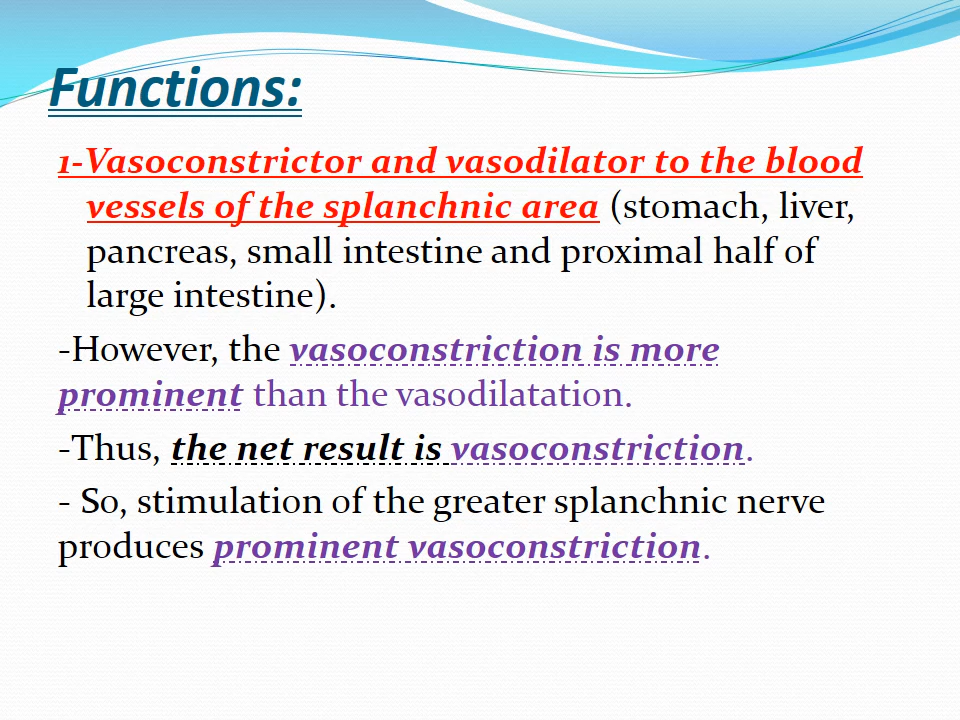 Functions:
1-Vasoconstrictor and vasodilator to the blood
vessels of the splanchnic area (stomach, liver,
pancreas, small intestine and proximal half of
large intestine).
-However, the vasoconstriction is more
prominent than the vasodilatation.
-Thus, the net result is vasoconstriction.
- So, stimulation of the greater splanchnic nerve
produces prominent vasoconstriction.